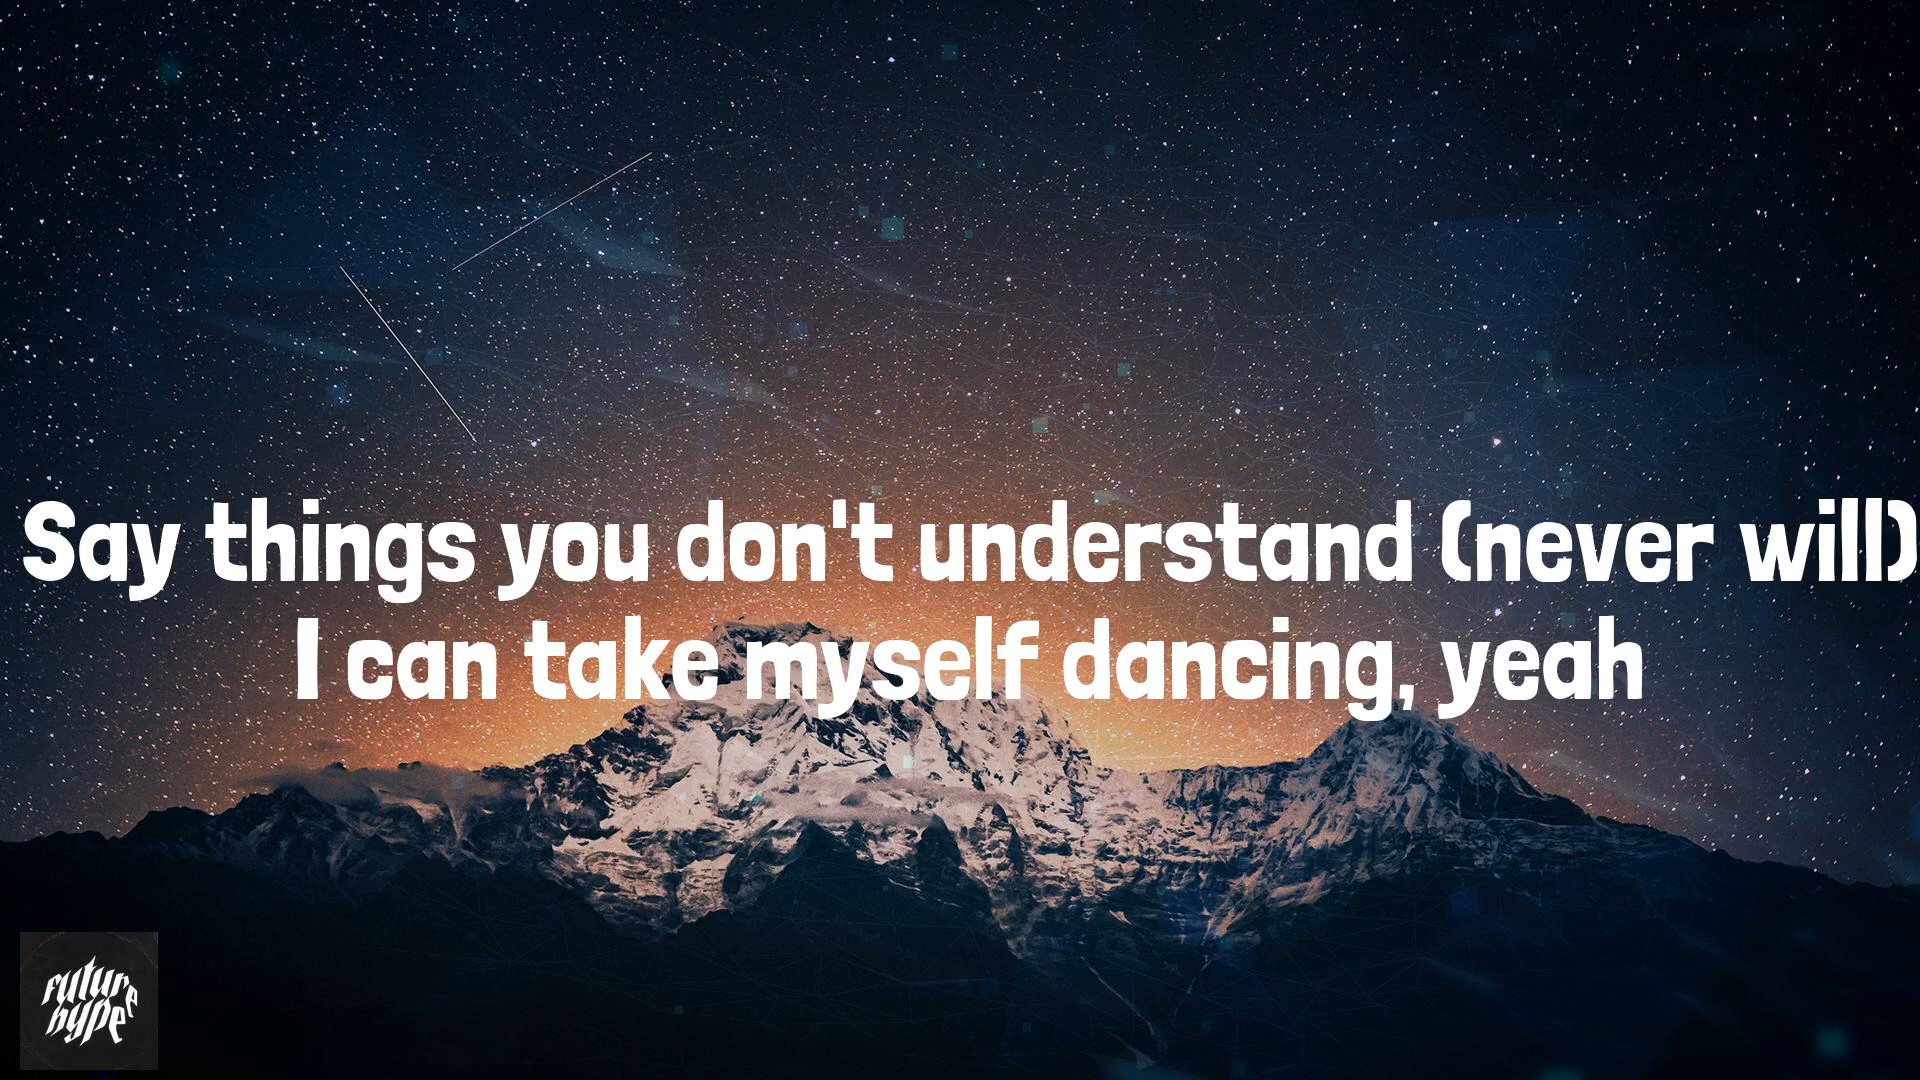 Say things you don't understand (never will)
I can take myself dancing, yeah
future
hype